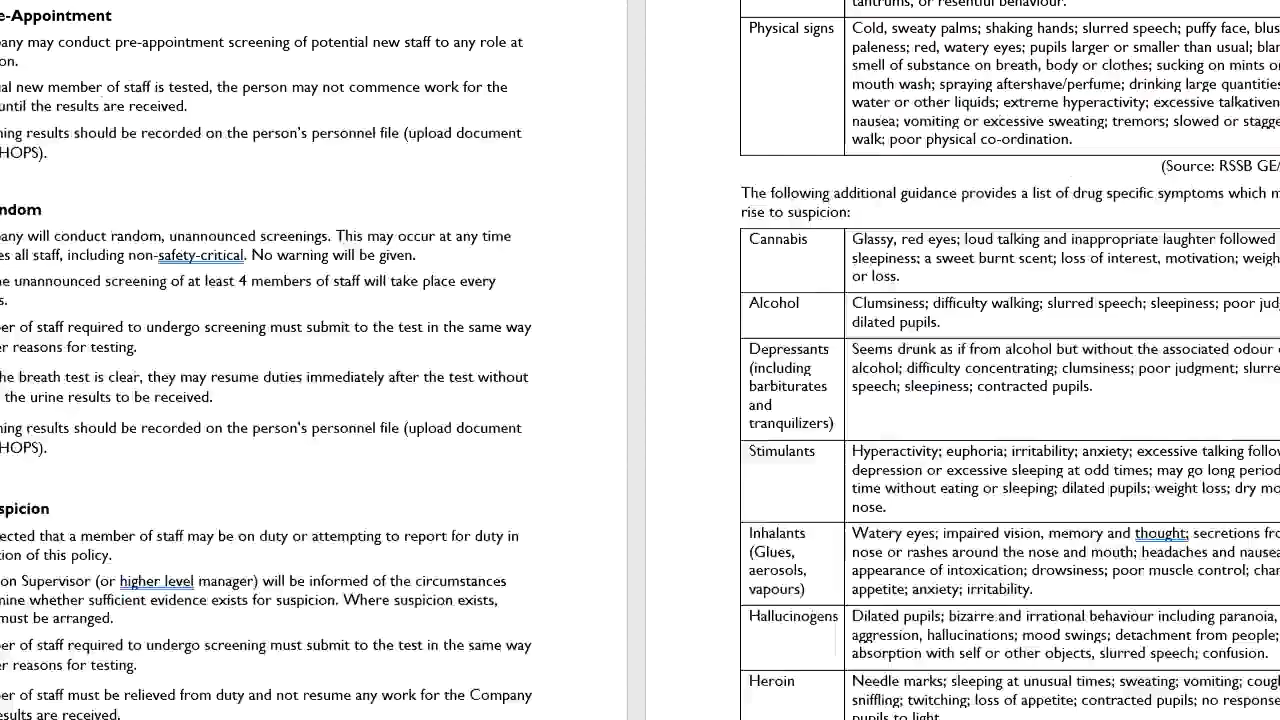 e-Appointment
any may conduct pre-appointment screening of potential new staff to any role at
on.
al new member of staff is tested, the person may not commence work for the
until the results are received.
ning results should be recorded on the person's personnel file (upload document
HOPS).
ndom
any will conduct random, unannounced screenings. This may occur at any time
es all staff, including non-safety-critical. No warning will be given.
ne unannounced screening of at least 4 members of staff will take place every
s.
er of staff required to undergo screening must submit to the test in the same way
er reasons for testing.
he breath test is clear, they may resume duties immediately after the test without
the urine results to be received.
ning results should be recorded on the person's personnel file (upload document
HOPS).
spicion
ected that a member of staff may be on duty or attempting to report for duty in
tion of this policy.
on Supervisor (or higher level manager) will be informed of the circumstances
mine whether sufficient evidence exists for suspicion. Where suspicion exists,
must be arranged.
er of staff required to undergo screening must submit to the test in the same way
er reasons for testing.
er of staff must be relieved from duty and not resume any work for the Company
esults are received.
tantrums, or resentful behaviour.
Physical signs
Cold, sweaty palms; shaking hands; slurred speech; puffy face, blus
paleness; red, watery eyes; pupils larger or smaller than usual; blan
smell of substance on breath, body or clothes; sucking on mints or
mouth wash; spraying aftershave/perfume; drinking large quantities
water or other liquids; extreme hyperactivity; excessive talkativen
nausea; vomiting or excessive sweating; tremors; slowed or stagge
walk; poor physical co-ordination.
(Source: RSSB GE/
The following additional guidance provides a list of drug specific symptoms which m
rise to suspicion:
Cannabis
Glassy, red eyes; loud talking and inappropriate laughter followed
sleepiness; a sweet burnt scent; loss of interest, motivation; weigh
or loss.
Alcohol
Clumsiness; difficulty walking; slurred speech; sleepiness; poor judg
dilated pupils.
Depressants
(including
barbiturates
and
tranquilizers)
Seems drunk as if from alcohol but without the associated odour o
alcohol; difficulty concentrating; clumsiness; poor judgment; slurre
speech; sleepiness; contracted pupils.
Stimulants
Hyperactivity; euphoria; irritability; anxiety; excessive talking follow
depression or excessive sleeping at odd times; may go long period
time without eating or sleeping; dilated pupils; weight loss; dry mo
nose.
Inhalants
(Glues,
aerosols,
vapours)
Watery eyes; impaired vision, memory and thought; secretions fro
nose or rashes around the nose and mouth; headaches and nausea
appearance of intoxication; drowsiness; poor muscle control; chan
appetite; anxiety; irritability.
Hallucinogens
Dilated pupils; bizarre and irrational behaviour including paranoia,
aggression, hallucinations; mood swings; detachment from people;
absorption with self or other objects, slurred speech; confusion.
Heroin
Needle marks; sleeping at unusual times; sweating; vomiting; cough
sniffling; twitching; loss of appetite; contracted pupils; no response
pupils to light.